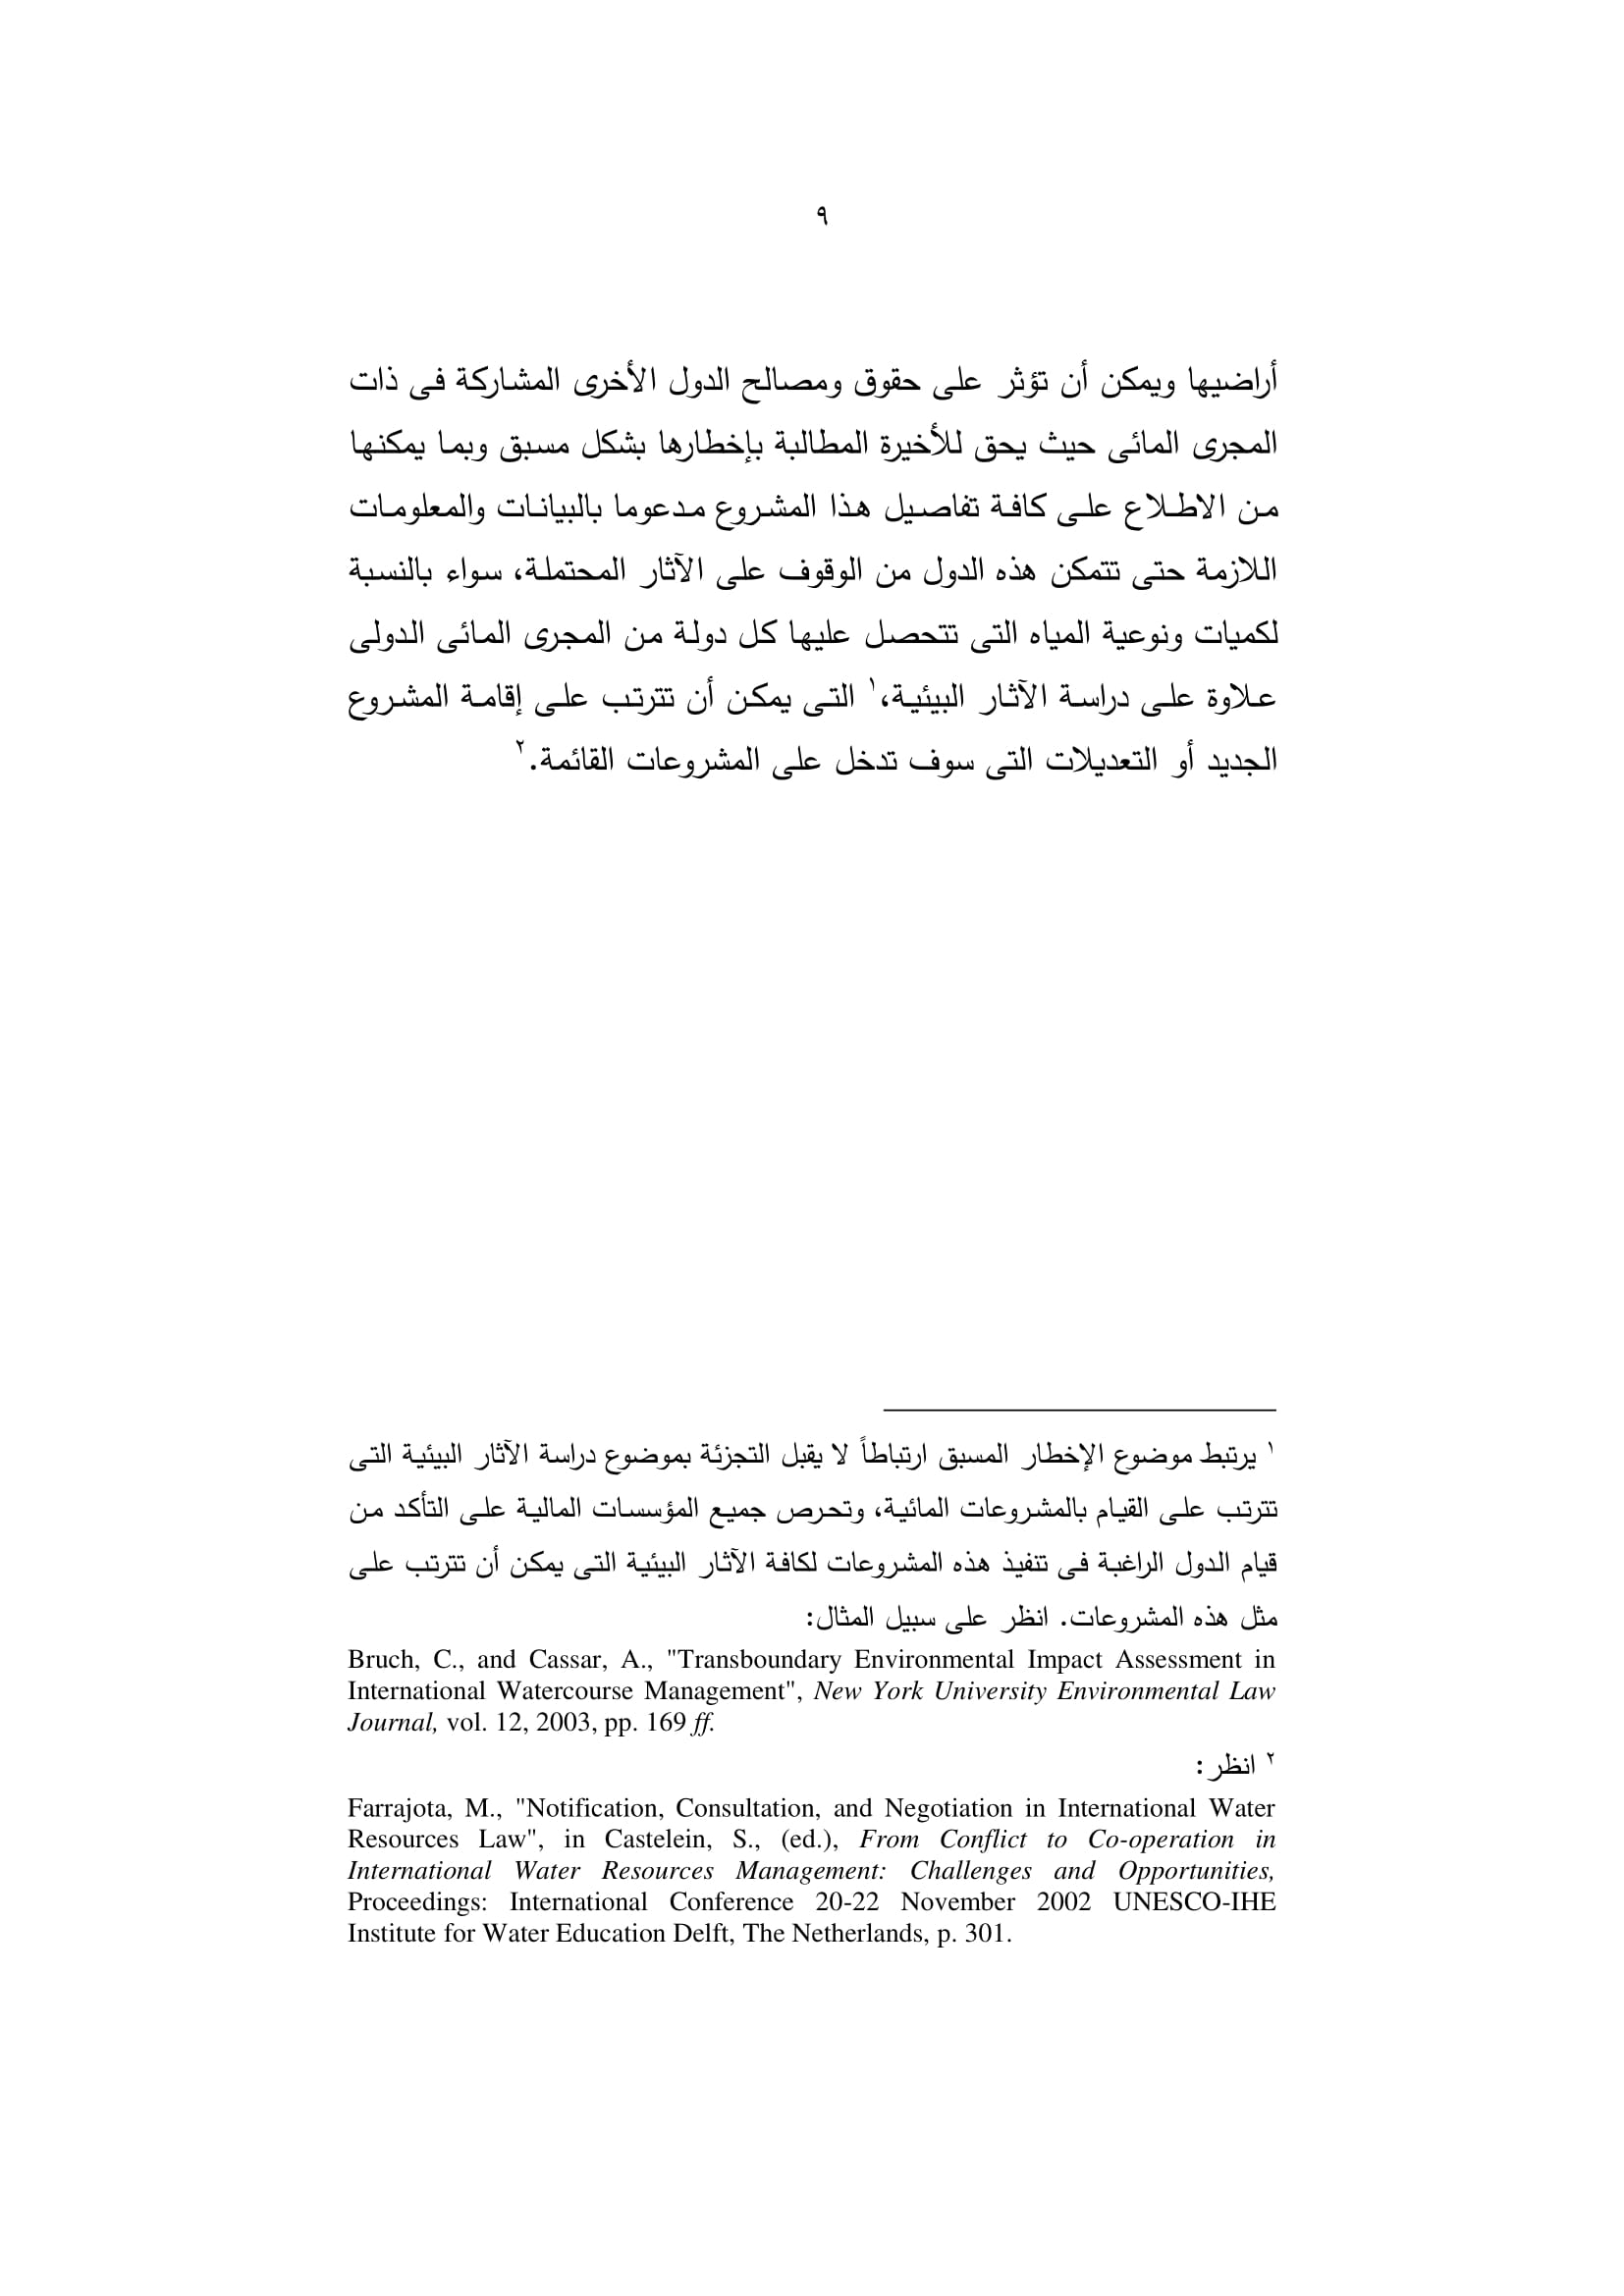 ٩
أراضيها ويمكن أن تؤثر على حقوق ومصالح الدول الأخرى المشاركة فى ذات
المجرى المائى حيث يحق للأخيرة المطالبة بإخطارها بشكل مسبق وبما يمكنها
من الاطلاع على كافة تفاصيل هذا المشروع مدعوما بالبيانات والمعلومات
اللازمة حتى تتمكن هذه الدول من الوقوف على الآثار المحتملة، سواء بالنسبة
لكميات ونوعية المياه التى تتحصل عليها كل دولة من المجرى المائى الدولى
علاوة على دراسة الآثار البيئية،١ التى يمكن أن تترتب على إقامة المشروع
الجديد أو التعديلات التى سوف تدخل على المشروعات القائمة.٢
١ يرتبط موضوع الإخطار المسبق ارتباطاً لا يقبل التجزئة بموضوع دراسة الآثار البيئية التى
تترتب على القيام بالمشروعات المائية، وتحرص جميع المؤسسات المالية على التأكد من
قيام الدول الراغبة فى تنفيذ هذه المشروعات لكافة الآثار البيئية التى يمكن أن تترتب على
مثل هذه المشروعات. انظر على سبيل المثال:
Bruch, C., and Cassar, A., "Transboundary Environmental Impact Assessment in
International Watercourse Management", New York University Environmental Law
Journal, vol. 12, 2003, pp. 169 ff.
٢ انظر:
Farrajota, M., "Notification, Consultation, and Negotiation in International Water
Resources Law", in Castelein, S., (ed.), From Conflict to Co-operation in
International Water Resources Management: Challenges and Opportunities,
Proceedings: International Conference 20-22 November 2002 UNESCO-IHE
Institute for Water Education Delft, The Netherlands, p. 301.